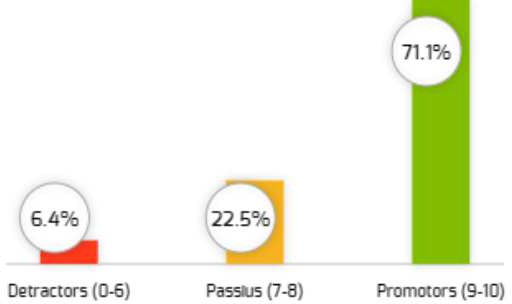 71.1%
6.4%
22.5%
Detractors (0-6)
Passius (7-8)
Promotors (9-10)